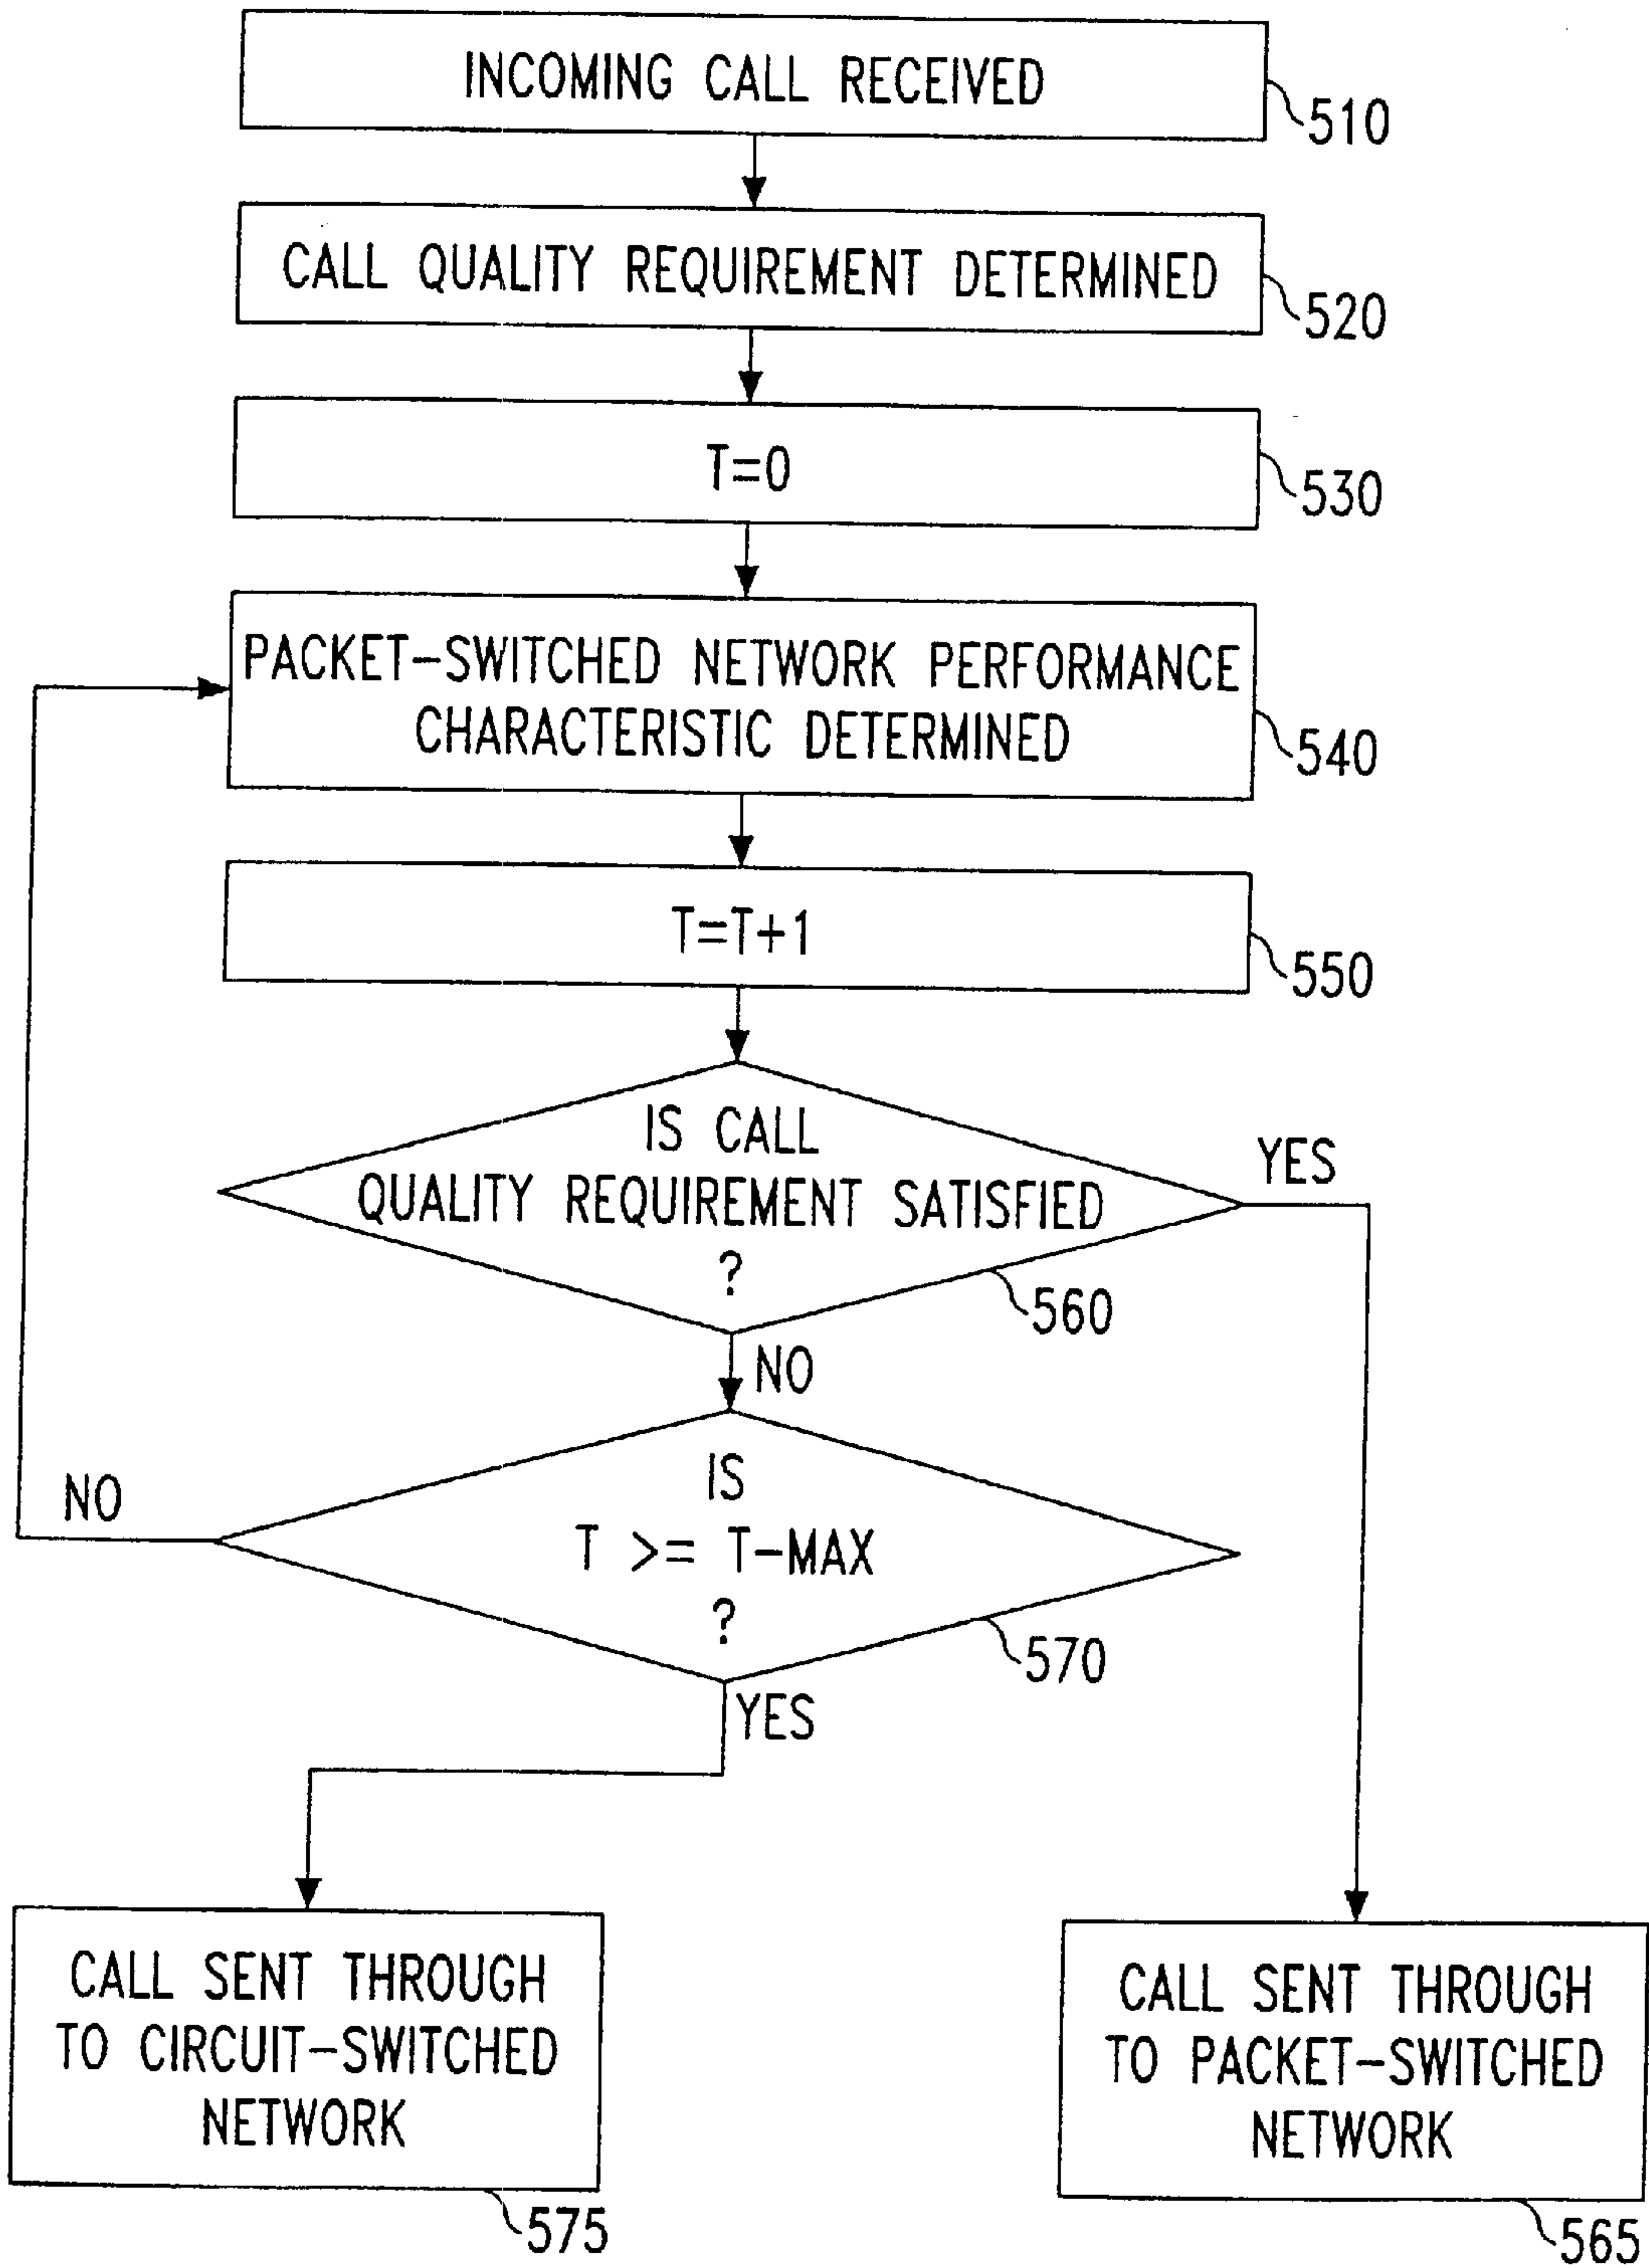 INCOMING CALL RECEIVED
510
CALL QUALITY REQUIREMENT DETERMINED
520
T=0
530
PACKET-SWITCHED NETWORK PERFORMANCE
CHARACTERISTIC DETERMINED
540
T=T+1
550
IS CALL
QUALITY REQUIREMENT SATISFIED
?
YES
560
NO
IS
T >= T-MAX
?
NO
570
YES
CALL SENT THROUGH
TO CIRCUIT-SWITCHED
NETWORK
575
CALL SENT THROUGH
TO PACKET-SWITCHED
NETWORK
565